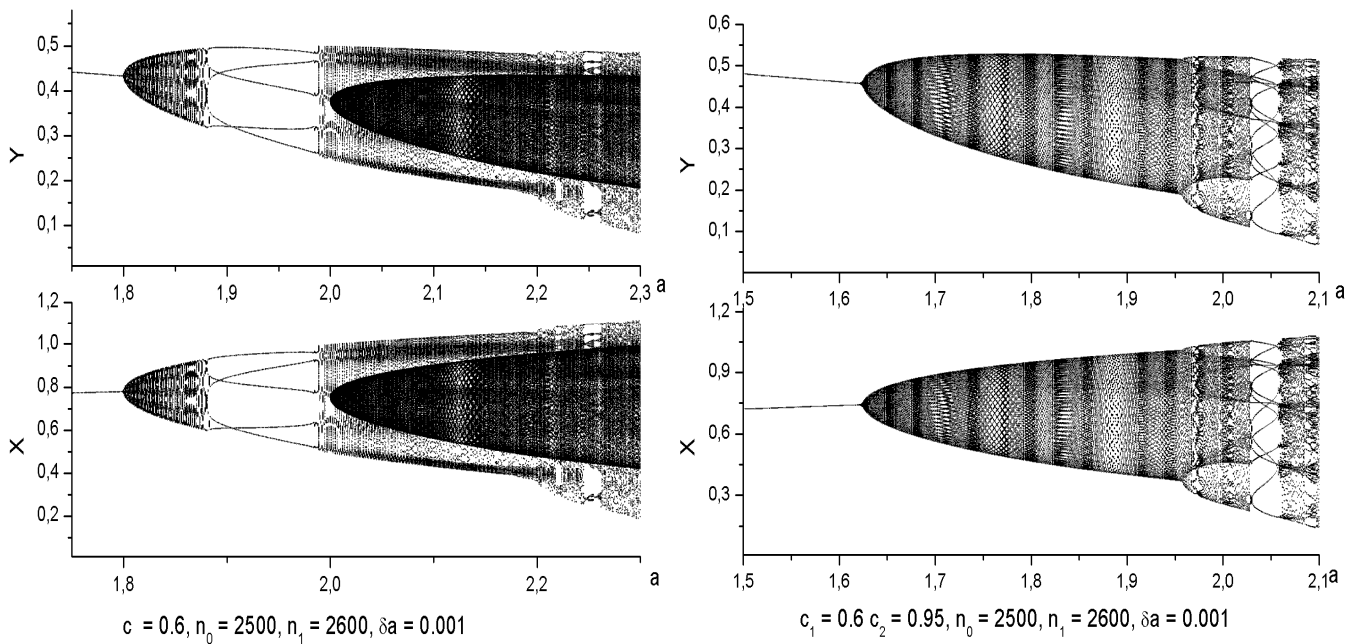 Y
0,5
0,4
0,3
0,2
0,1
1,8 1,9 2,0 2,1 2,2 2,3 a
X
1,2
1,0
0,8
0,6
0,4
0,2
1,8 2,0 2,2 a
c = 0.6, n0 = 2500, n1 = 2600, δa = 0.001
Y
0,6
0,5
0,4
0,3
0,2
0,1
1,5 1,6 1,7 1,8 1,9 2,0 2,1 a
X
1,2
0,9
0,6
0,3
1,5 1,6 1,7 1,8 1,9 2,0 2,1 a
c1 = 0.6 c2 = 0.95, n0 = 2500, n1 = 2600, δa = 0.001